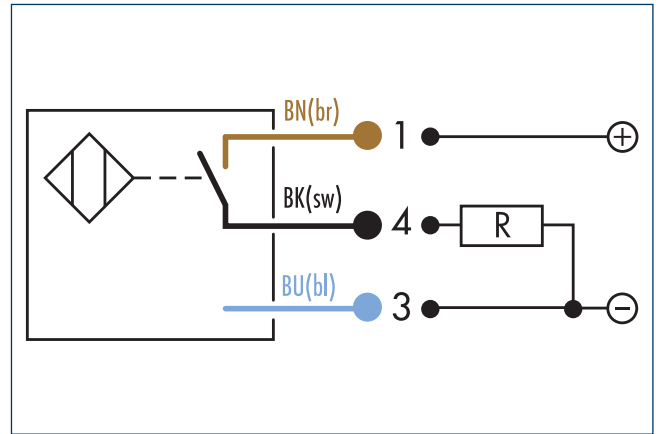 BN(br) 1 +
BK(sw) 4 R
BU(bl) 3 −